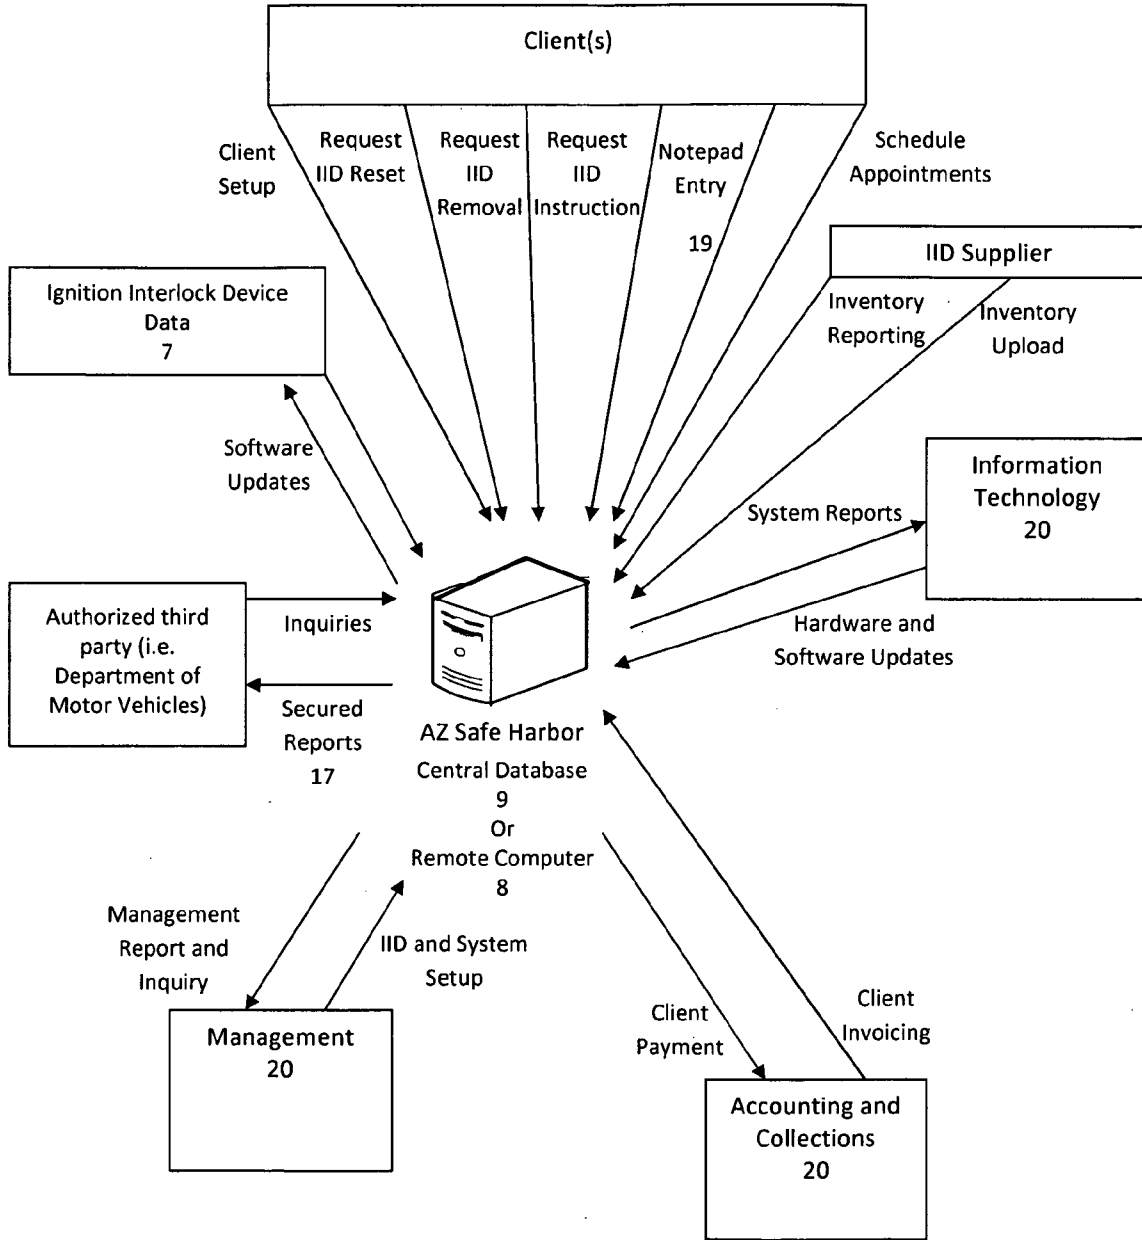 Client(s)
Client
Setup
Request
IID Reset
Request
IID
Removal
Request
IID
Instruction
Notepad
Entry
19
Schedule
Appointments
IID Supplier
Inventory
Reporting
Inventory
Upload
Ignition Interlock Device
Data
7
Software
Updates
Information
Technology
20
System Reports
Hardware and
Software Updates
Authorized third
party (i.e.
Department of
Motor Vehicles)
Inquiries
Secured
Reports
17
AZ Safe Harbor
Central Database
9
Or
Remote Computer
8
Management
Report and
Inquiry
IID and System
Setup
Management
20
Client
Payment
Client
Invoicing
Accounting and
Collections
20